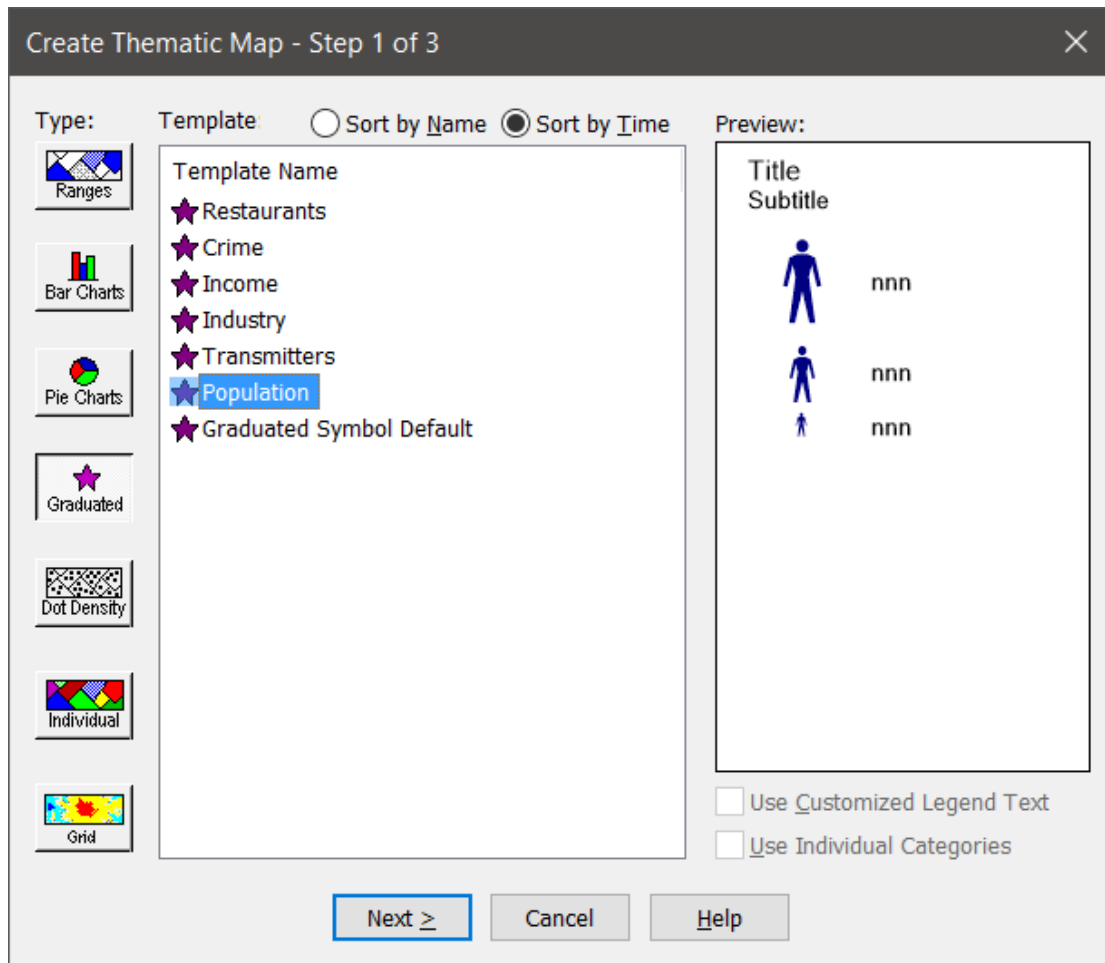 Create Thematic Map - Step 1 of 3
Type:
Ranges
Bar Charts
Pie Charts
Graduated
Dot Density
Individual
Grid
Template:
Sort by Name
Sort by Time
Template Name
Restaurants
Crime
Income
Industry
Transmitters
Population
Graduated Symbol Default
Preview:
Title
Subtitle
nnn
nnn
nnn
Use Customized Legend Text
Use Individual Categories
Next >
Cancel
Help